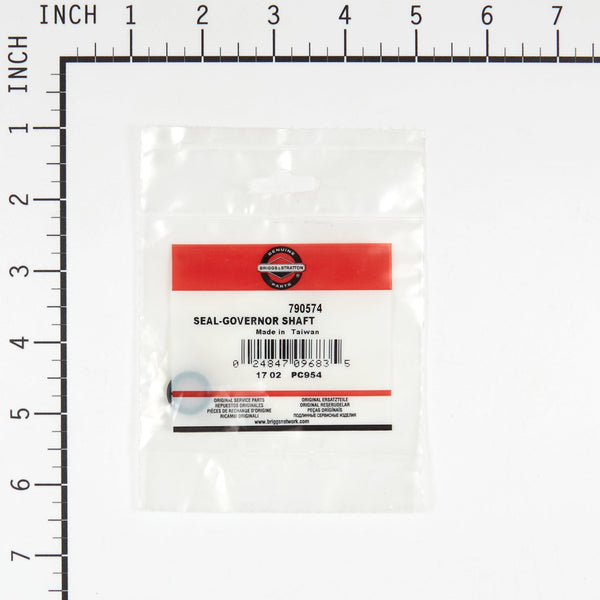 INCH 1 2 3 4 5 6 7
INCH
1
2
3
4
5
6
7
GENUINE
BRIGGS&STRATTON
PARTS
790574
SEAL-GOVERNOR SHAFT
Made in Taiwan
0 24847 09683 5
17 02 PC954
ORIGINAL SERVICE PARTS ORIGINAL ERSATZTEILE
REPUESTOS ORIGINALES ORIGINAL RESERUDELAR
PIÈCES DE RECHANGE D'ORIGINE PEÇAS ORIGINAIS
RICAMBI ORIGINALI ПОДЛИННЫЕ СЕРВИСНЫЕ ИЗДЕЛИЯ
www.briggsnetwork.com